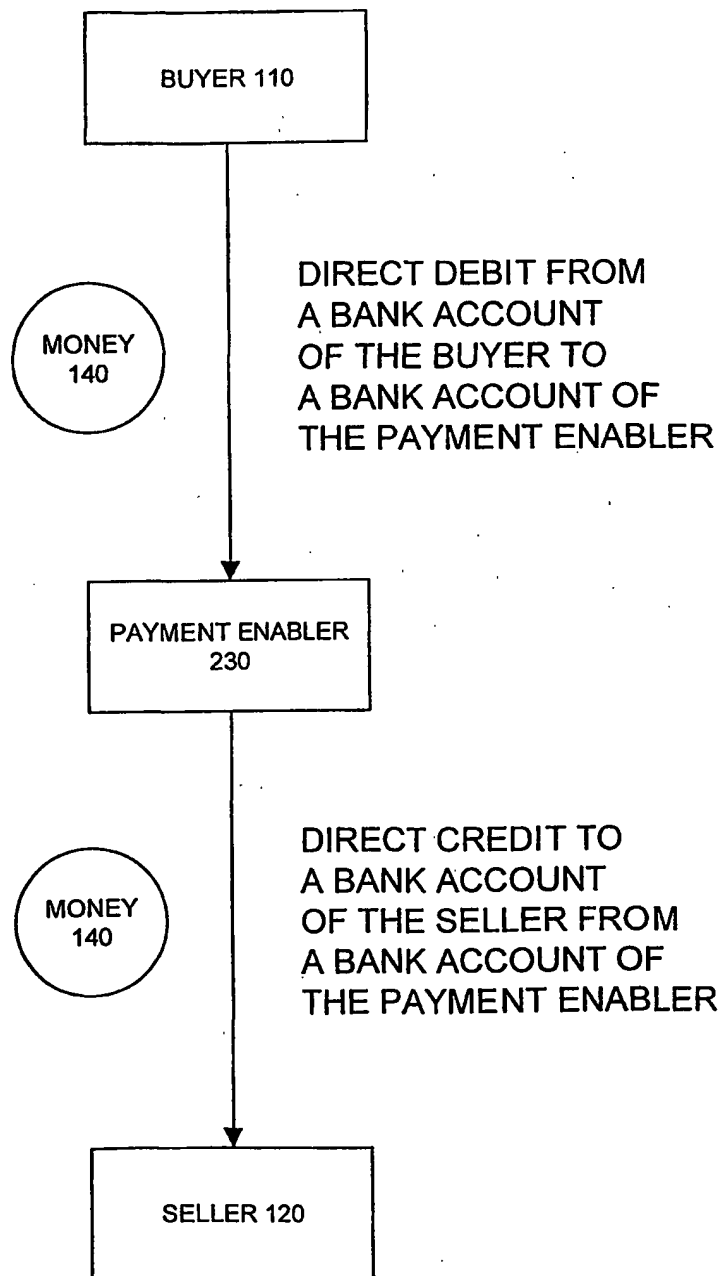 BUYER 110
MONEY
140
DIRECT DEBIT FROM
A BANK ACCOUNT
OF THE BUYER TO
A BANK ACCOUNT OF
THE PAYMENT ENABLER
PAYMENT ENABLER
230
MONEY
140
DIRECT CREDIT TO
A BANK ACCOUNT
OF THE SELLER FROM
A BANK ACCOUNT OF
THE PAYMENT ENABLER
SELLER 120